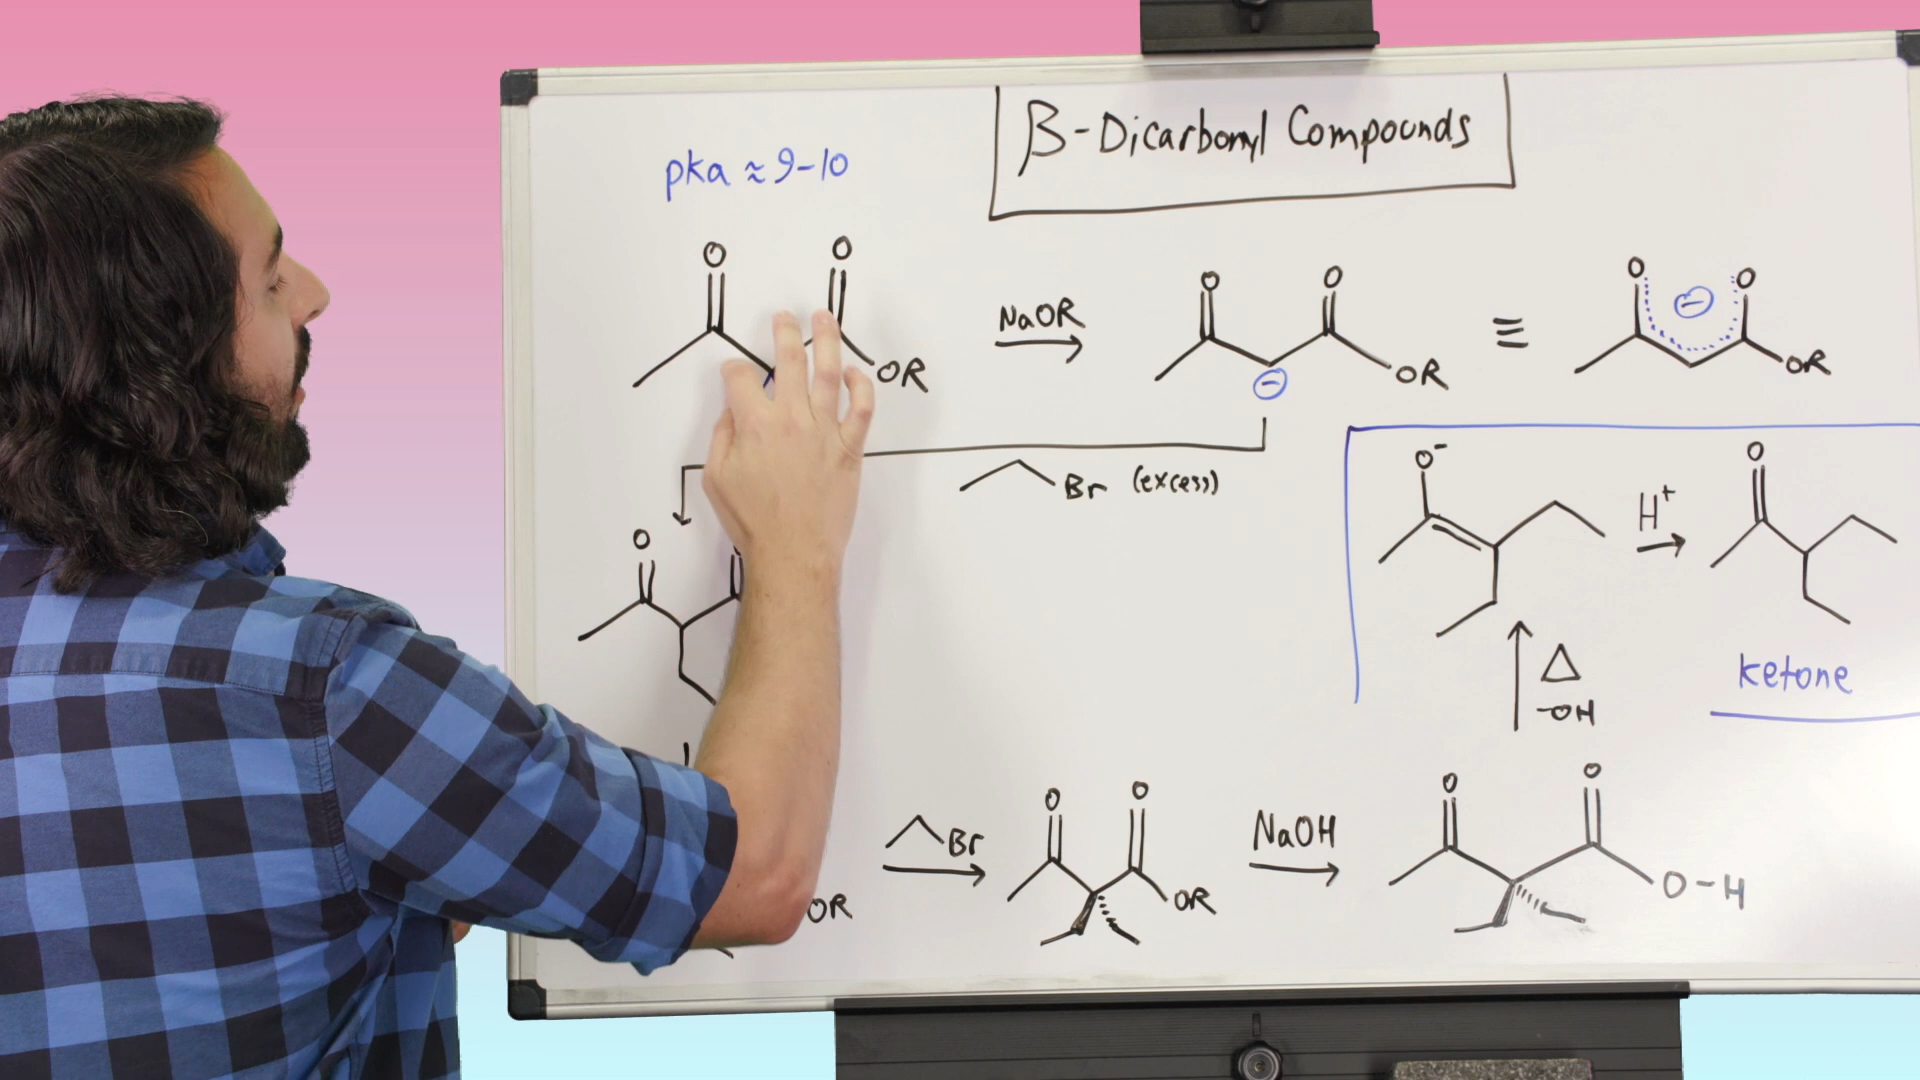 β-Dicarbonyl Compounds
pka ≈ 9-10
O O
OR
NaOR
O O
OR
⊖
≡
O O
⊖
OR
Br (excess)
O
O⁻
H⁺
O
ketone
Δ
-OH
OR
Br
O O
OR
NaOH
O O
O-H